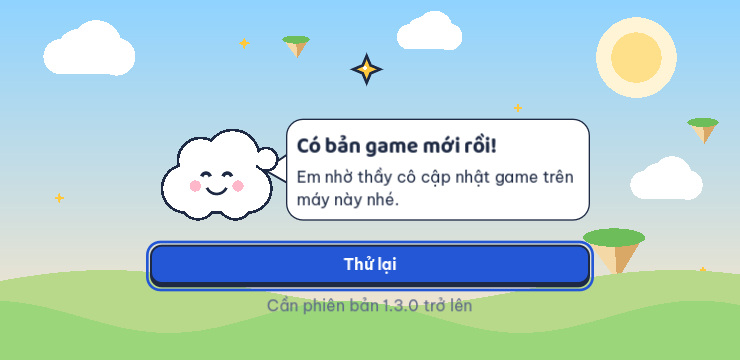 Có bản game mới rồi!
Em nhờ thầy cô cập nhật game trên
máy này nhé.
Thử lại
Cần phiên bản 1.3.0 trở lên